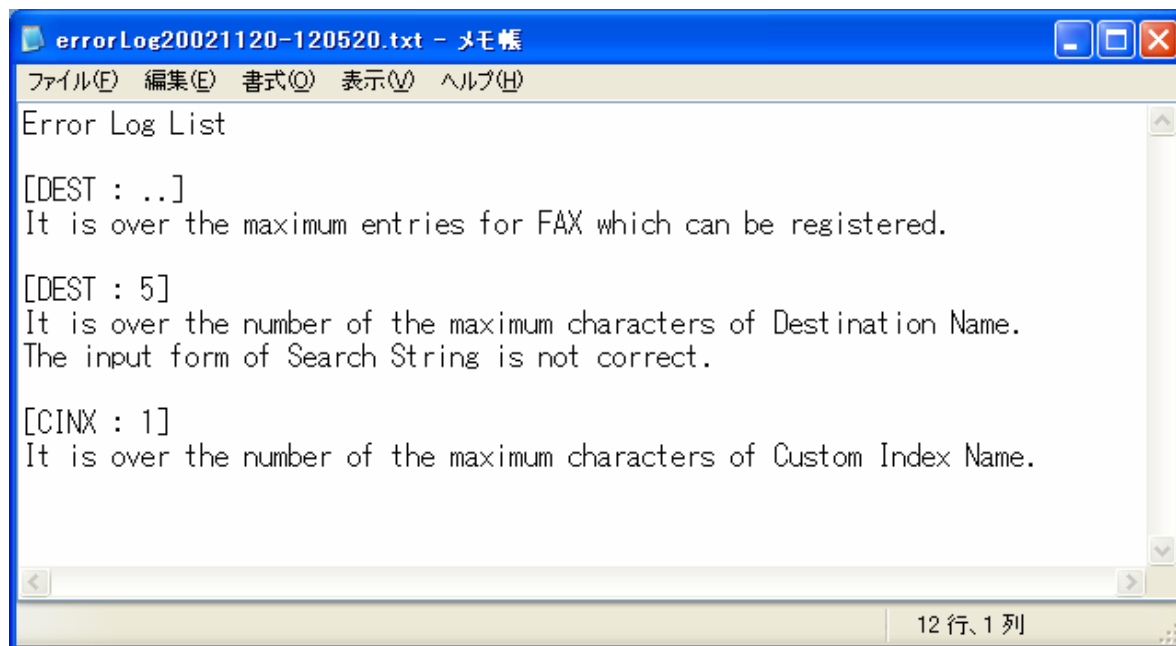 errorLog20021120-120520.txt - メモ帳
ファイル(F) 編集(E) 書式(O) 表示(V) ヘルプ(H)
Error Log List
[DEST : ..]
It is over the maximum entries for FAX which can be registered.
[DEST : 5]
It is over the number of the maximum characters of Destination Name.
The input form of Search String is not correct.
[CINX : 1]
It is over the number of the maximum characters of Custom Index Name.
12 行、1 列